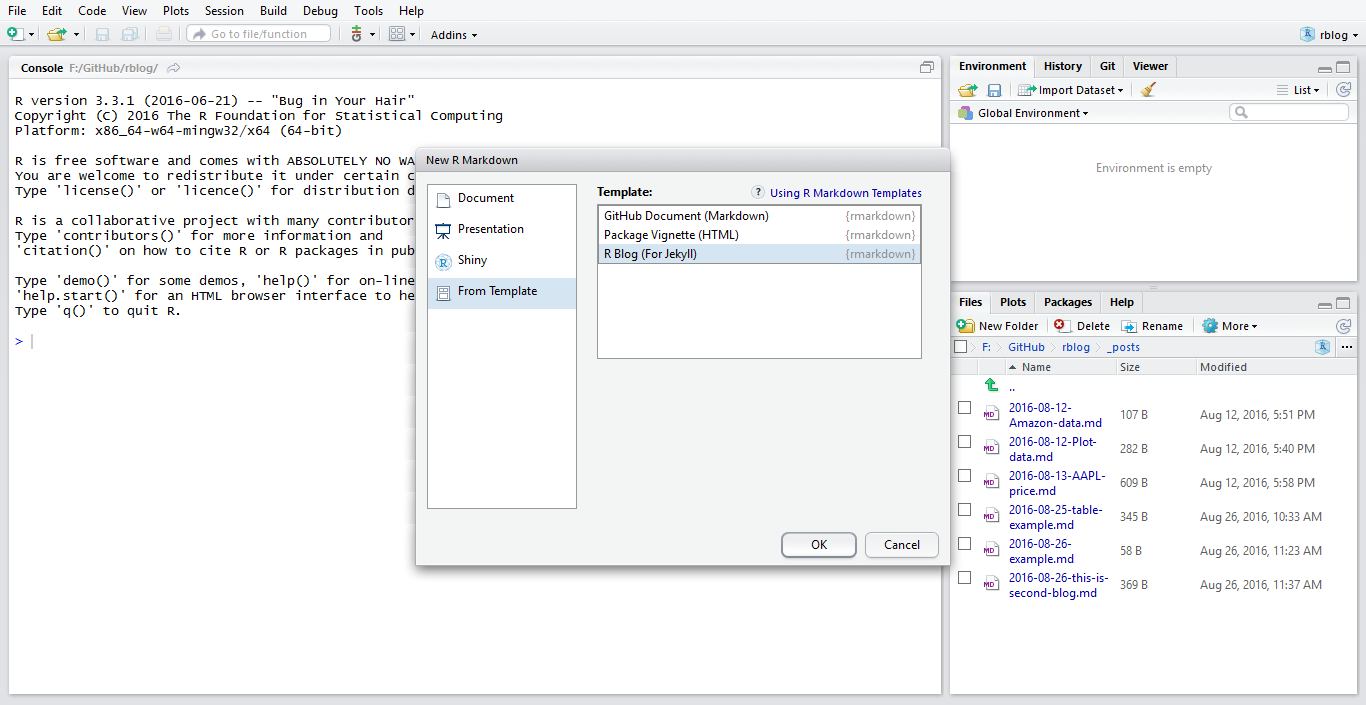 File Edit Code View Plots Session Build Debug Tools Help
Go to file/function
Addins
rblog
Console F:/GitHub/rblog/
R version 3.3.1 (2016-06-21) -- "Bug in Your Hair"
Copyright (C) 2016 The R Foundation for Statistical Computing
Platform: x86_64-w64-mingw32/x64 (64-bit)
R is free software and comes with ABSOLUTELY NO WA
You are welcome to redistribute it under certain c
Type 'license()' or 'licence()' for distribution d
R is a collaborative project with many contributor
Type 'contributors()' for more information and
'citation()' on how to cite R or R packages in pub
Type 'demo()' for some demos, 'help()' for on-line
'help.start()' for an HTML browser interface to he
Type 'q()' to quit R.
>
New R Markdown
Document
Presentation
Shiny
From Template
Template:
? Using R Markdown Templates
GitHub Document (Markdown) {rmarkdown}
Package Vignette (HTML) {rmarkdown}
R Blog (For Jekyll) {rmarkdown}
OK Cancel
Environment History Git Viewer
Import Dataset List
Global Environment
Environment is empty
Files Plots Packages Help
New Folder Delete Rename More
F: GitHub rblog _posts ...
Name Size Modified
..
MD 2016-08-12-
Amazon-data.md 107 B Aug 12, 2016, 5:51 PM
MD 2016-08-12-Plot-
data.md 282 B Aug 12, 2016, 5:40 PM
MD 2016-08-13-AAPL-
price.md 609 B Aug 12, 2016, 5:58 PM
MD 2016-08-25-table-
example.md 345 B Aug 26, 2016, 10:33 AM
MD 2016-08-26-
example.md 58 B Aug 26, 2016, 11:23 AM
MD 2016-08-26-this-is-
second-blog.md 369 B Aug 26, 2016, 11:37 AM